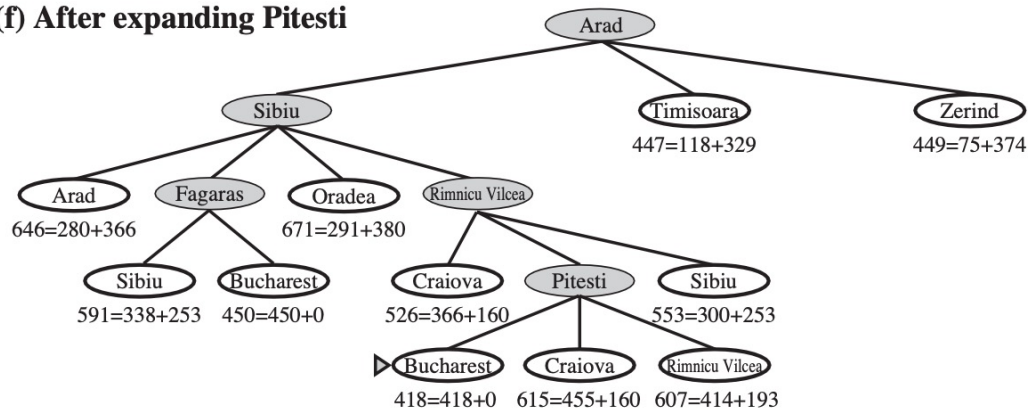 (f) After expanding Pitesti
Arad
Sibiu
Timisoara
Zerind
447=118+329
449=75+374
Arad
Fagaras
Oradea
Rimnicu Vilcea
646=280+366
671=291+380
Sibiu
Bucharest
Craiova
Pitesti
Sibiu
591=338+253
450=450+0
526=366+160
553=300+253
Bucharest
Craiova
Rimnicu Vilcea
418=418+0
615=455+160
607=414+193